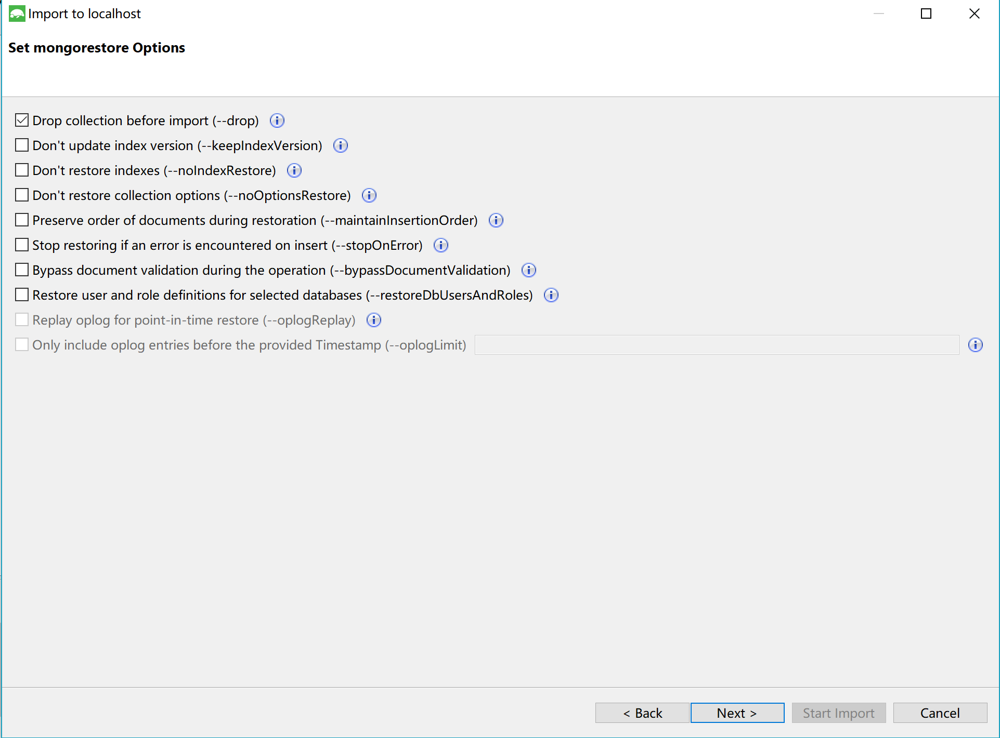 Import to localhost
Set mongorestore Options
Drop collection before import (--drop)
Don't update index version (--keepIndexVersion)
Don't restore indexes (--noIndexRestore)
Don't restore collection options (--noOptionsRestore)
Preserve order of documents during restoration (--maintainInsertionOrder)
Stop restoring if an error is encountered on insert (--stopOnError)
Bypass document validation during the operation (--bypassDocumentValidation)
Restore user and role definitions for selected databases (--restoreDbUsersAndRoles)
Replay oplog for point-in-time restore (--oplogReplay)
Only include oplog entries before the provided Timestamp (--oplogLimit)
< Back Next > Start Import Cancel